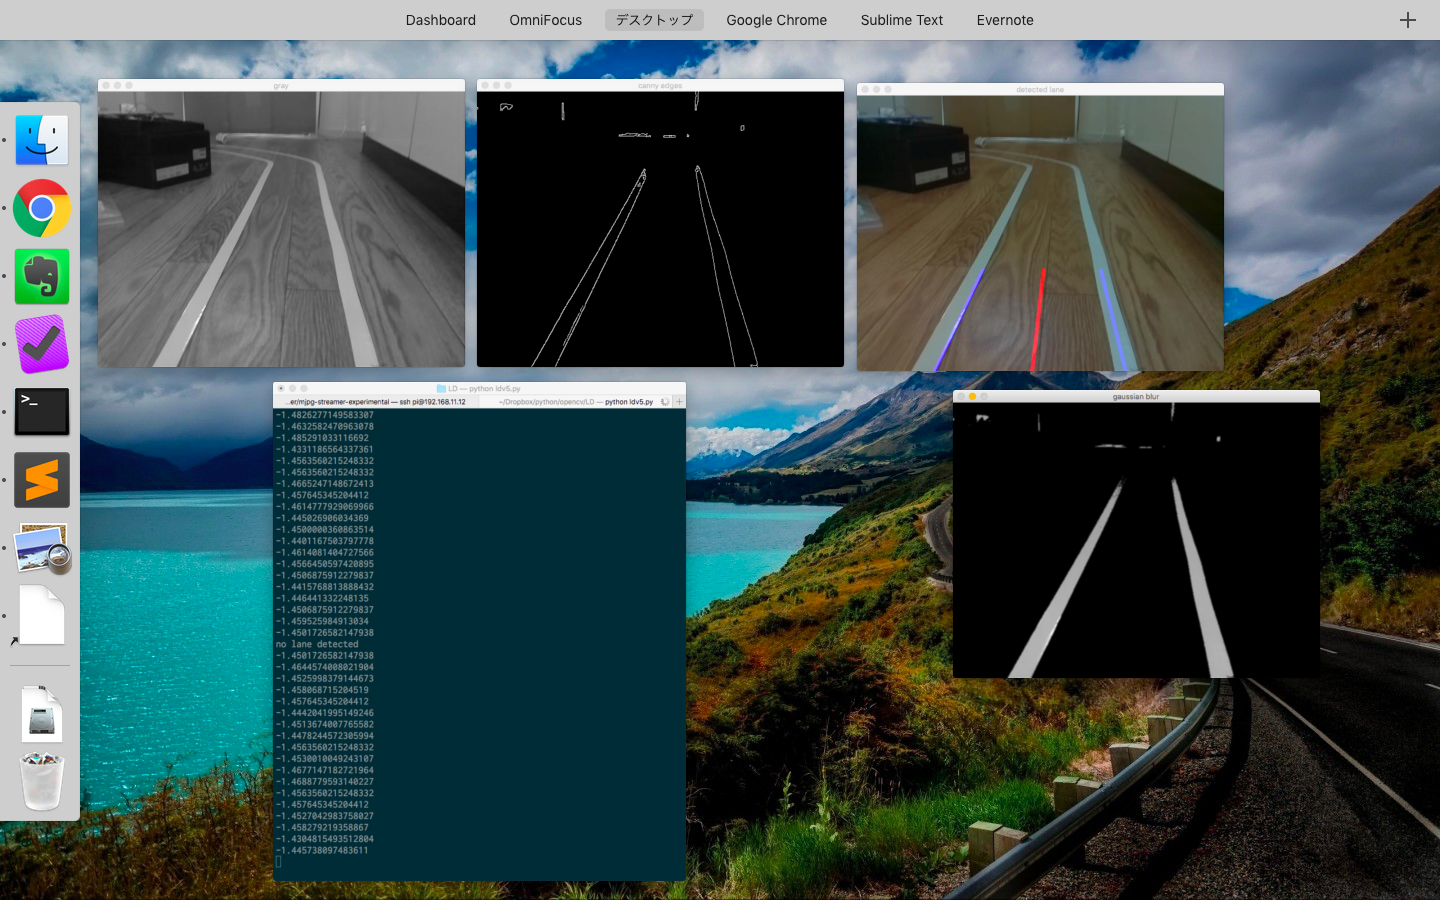 Dashboard
OmniFocus
デスクトップ
Google Chrome
Sublime Text
Evernote
gray
canny edges
detected lane
LD — python ldv5.py
...er/mjpg-streamer-experimental — ssh pi@192.168.11.12
~/Dropbox/python/opencv/LD — python ldv5.py
-1.4826277149583307
-1.4632582470963078
-1.485291033116692
-1.4331186564337361
-1.4563560215248332
-1.4563560215248332
-1.4665247148672413
-1.457645345204412
-1.4614777929069966
-1.445026906034369
-1.4500000360863514
-1.4401167503797778
-1.4614081404727566
-1.4566450597420895
-1.4506875912279837
-1.4415768813888432
-1.446441332248135
-1.4506875912279837
-1.459525984913034
-1.4501726582147938
no lane detected
-1.4501726582147938
-1.4644574008021904
-1.4525998379144673
-1.458068715204519
-1.457645345204412
-1.4442041995149246
-1.4513674007765582
-1.4478244572305994
-1.4563560215248332
-1.4530010049243107
-1.4677147182721964
-1.4688779593140227
-1.4563560215248332
-1.457645345204412
-1.4527042983758027
-1.458279219358867
-1.4304815493512804
-1.445738097483611
gaussian blur